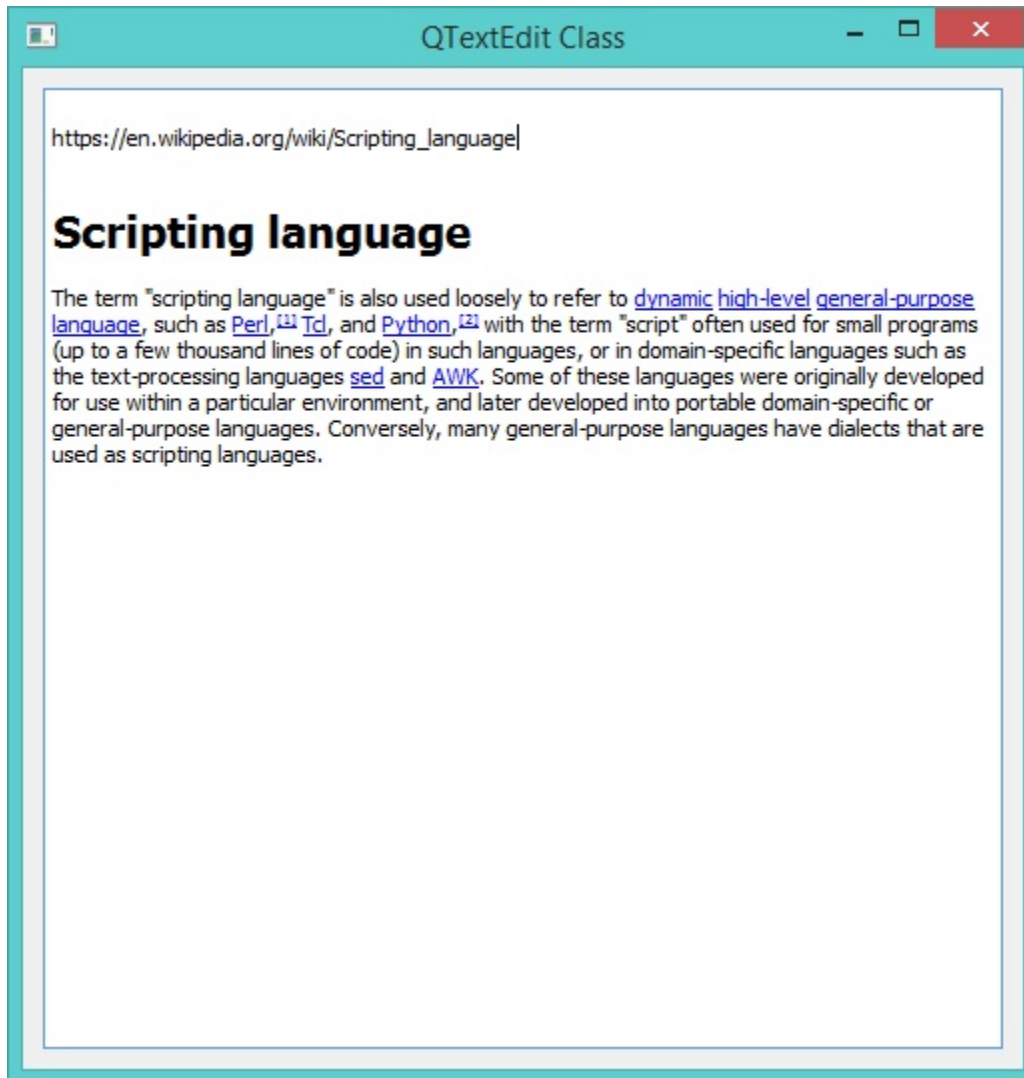 QTextEdit Class
https://en.wikipedia.org/wiki/Scripting_language
Scripting language
The term "scripting language" is also used loosely to refer to dynamic high-level general-purpose
language, such as Perl,[1] Tcl, and Python,[2] with the term "script" often used for small programs
(up to a few thousand lines of code) in such languages, or in domain-specific languages such as
the text-processing languages sed and AWK. Some of these languages were originally developed
for use within a particular environment, and later developed into portable domain-specific or
general-purpose languages. Conversely, many general-purpose languages have dialects that are
used as scripting languages.